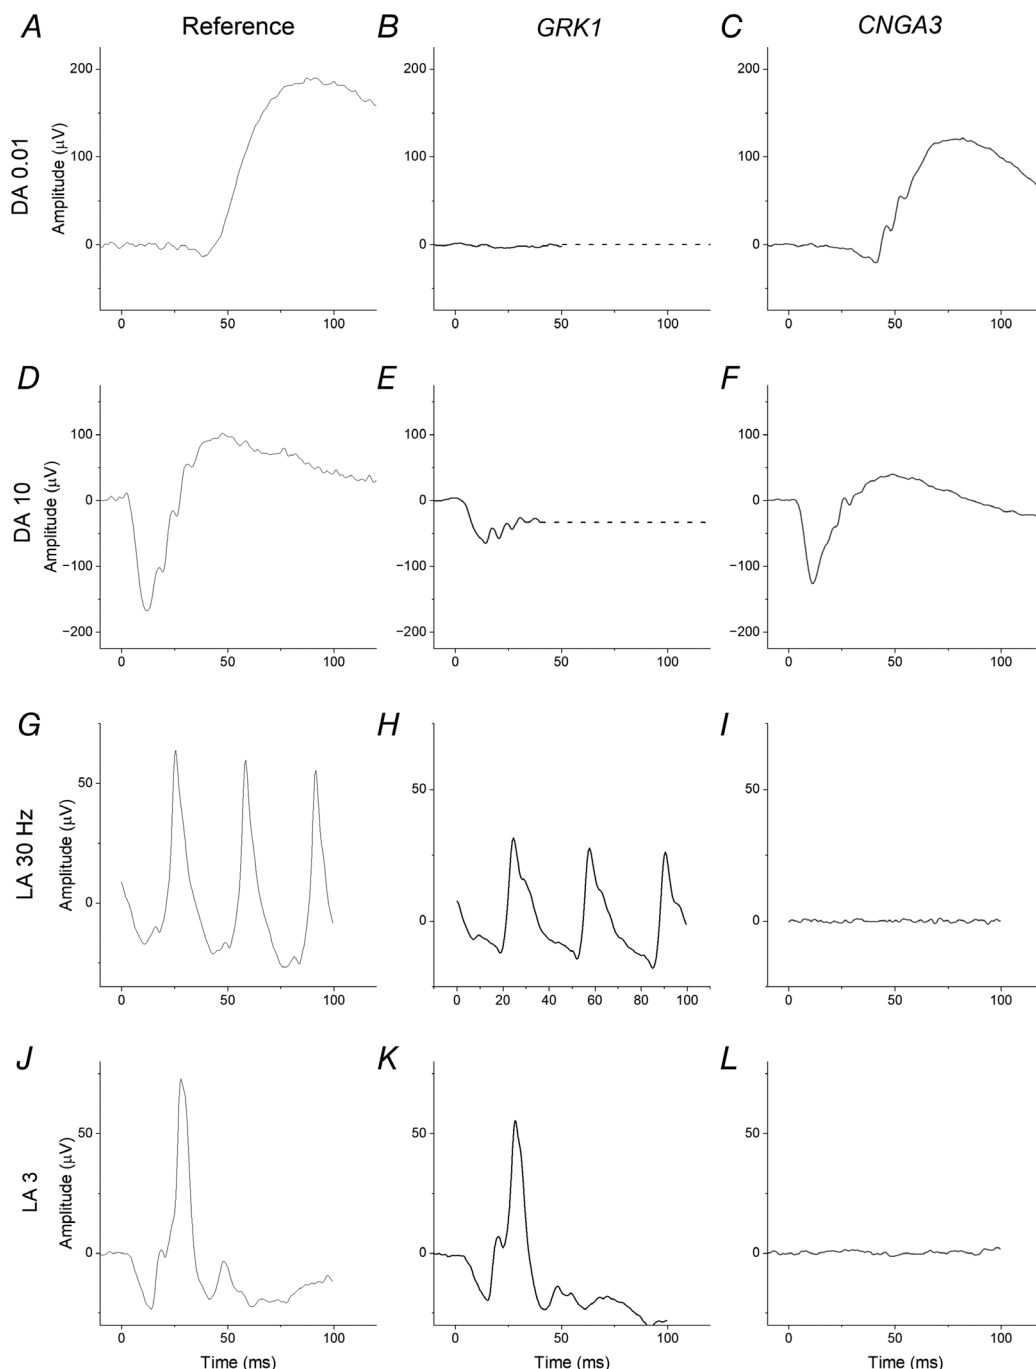 A Reference B GRK1 C CNGA3
DA 0.01
Amplitude (μV)
200 200 200
100 100 100
0 0 0
0 50 100 0 50 100 0 50 100
D E F
DA 10
Amplitude (μV)
100 100 100
0 0 0
−100 −100 −100
−200 −200 −200
0 50 100 0 50 100 0 50 100
G H I
LA 30 Hz
Amplitude (μV)
50 50 50
0 0 0
0 50 100 0 20 40 60 80 100 0 50 100
J K L
LA 3
Amplitude (μV)
50 50 50
0 0 0
0 50 100 0 50 100 0 50 100
Time (ms) Time (ms) Time (ms)